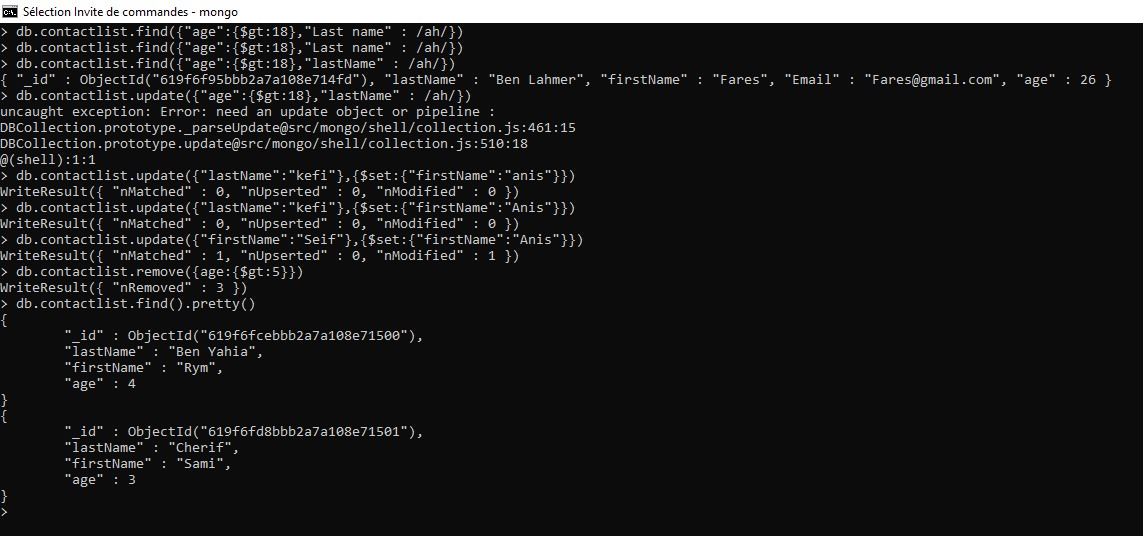 Sélection Invite de commandes - mongo
> db.contactlist.find({"age":{$gt:18},"Last name" : /ah/})
> db.contactlist.find({"age":{$gt:18},"Last name" : /ah/})
> db.contactlist.find({"age":{$gt:18},"lastName" : /ah/})
{ "_id" : ObjectId("619f6f95bbb2a7a108e714fd"), "lastName" : "Ben Lahmer", "firstName" : "Fares", "Email" : "Fares@gmail.com", "age" : 26 }
> db.contactlist.update({"age":{$gt:18},"lastName" : /ah/})
uncaught exception: Error: need an update object or pipeline :
DBCollection.prototype._parseUpdate@src/mongo/shell/collection.js:461:15
DBCollection.prototype.update@src/mongo/shell/collection.js:510:18
@(shell):1:1
> db.contactlist.update({"lastName":"kefi"},{$set:{"firstName":"anis"}})
WriteResult({ "nMatched" : 0, "nUpserted" : 0, "nModified" : 0 })
> db.contactlist.update({"lastName":"kefi"},{$set:{"firstName":"Anis"}})
WriteResult({ "nMatched" : 0, "nUpserted" : 0, "nModified" : 0 })
> db.contactlist.update({"firstName":"Seif"},{$set:{"firstName":"Anis"}})
WriteResult({ "nMatched" : 1, "nUpserted" : 0, "nModified" : 1 })
> db.contactlist.remove({age:{$gt:5}})
WriteResult({ "nRemoved" : 3 })
> db.contactlist.find().pretty()
{
        "_id" : ObjectId("619f6fcebbb2a7a108e71500"),
        "lastName" : "Ben Yahia",
        "firstName" : "Rym",
        "age" : 4
}
{
        "_id" : ObjectId("619f6fd8bbb2a7a108e71501"),
        "lastName" : "Cherif",
        "firstName" : "Sami",
        "age" : 3
}
>